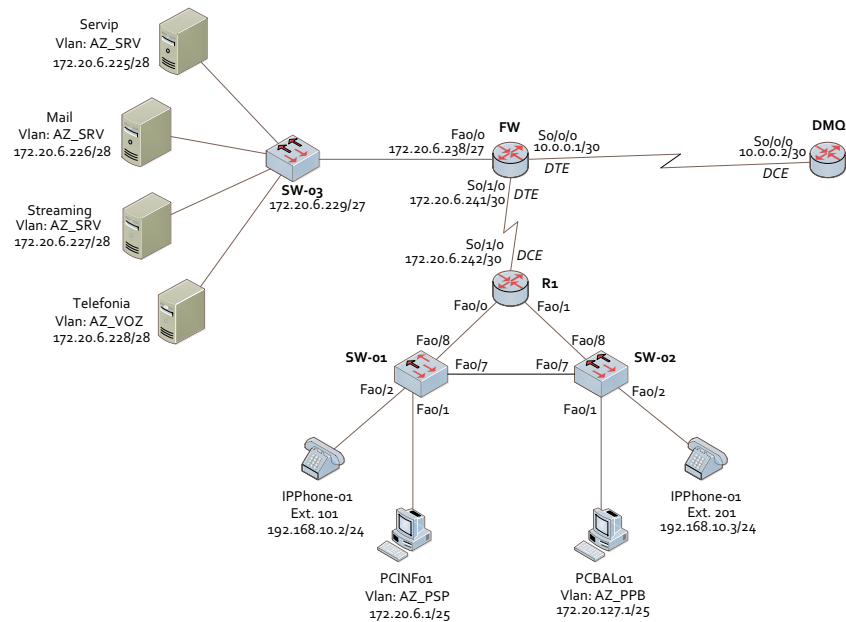 Servip
Vlan: AZ_SRV
172.20.6.225/28
Mail
Vlan: AZ_SRV
172.20.6.226/28
Streaming
Vlan: AZ_SRV
172.20.6.227/28
Telefonia
Vlan: AZ_VOZ
172.20.6.228/28
SW-03
172.20.6.229/27
Fa0/0
172.20.6.238/27
FW
S0/0/0
10.0.0.1/30
DTE
S0/0/0
10.0.0.2/30
DCE
DMQ
S0/1/0
172.20.6.241/30
DTE
S0/1/0
172.20.6.242/30
DCE
R1
Fa0/0
Fa0/1
Fa0/8
SW-01
Fa0/7
Fa0/2
Fa0/1
Fa0/8
SW-02
Fa0/7
Fa0/1
Fa0/2
IPPhone-01
Ext. 101
192.168.10.2/24
PCINF01
Vlan: AZ_PSP
172.20.6.1/25
PCBAL01
Vlan: AZ_PPB
172.20.127.1/25
IPPhone-01
Ext. 201
192.168.10.3/24